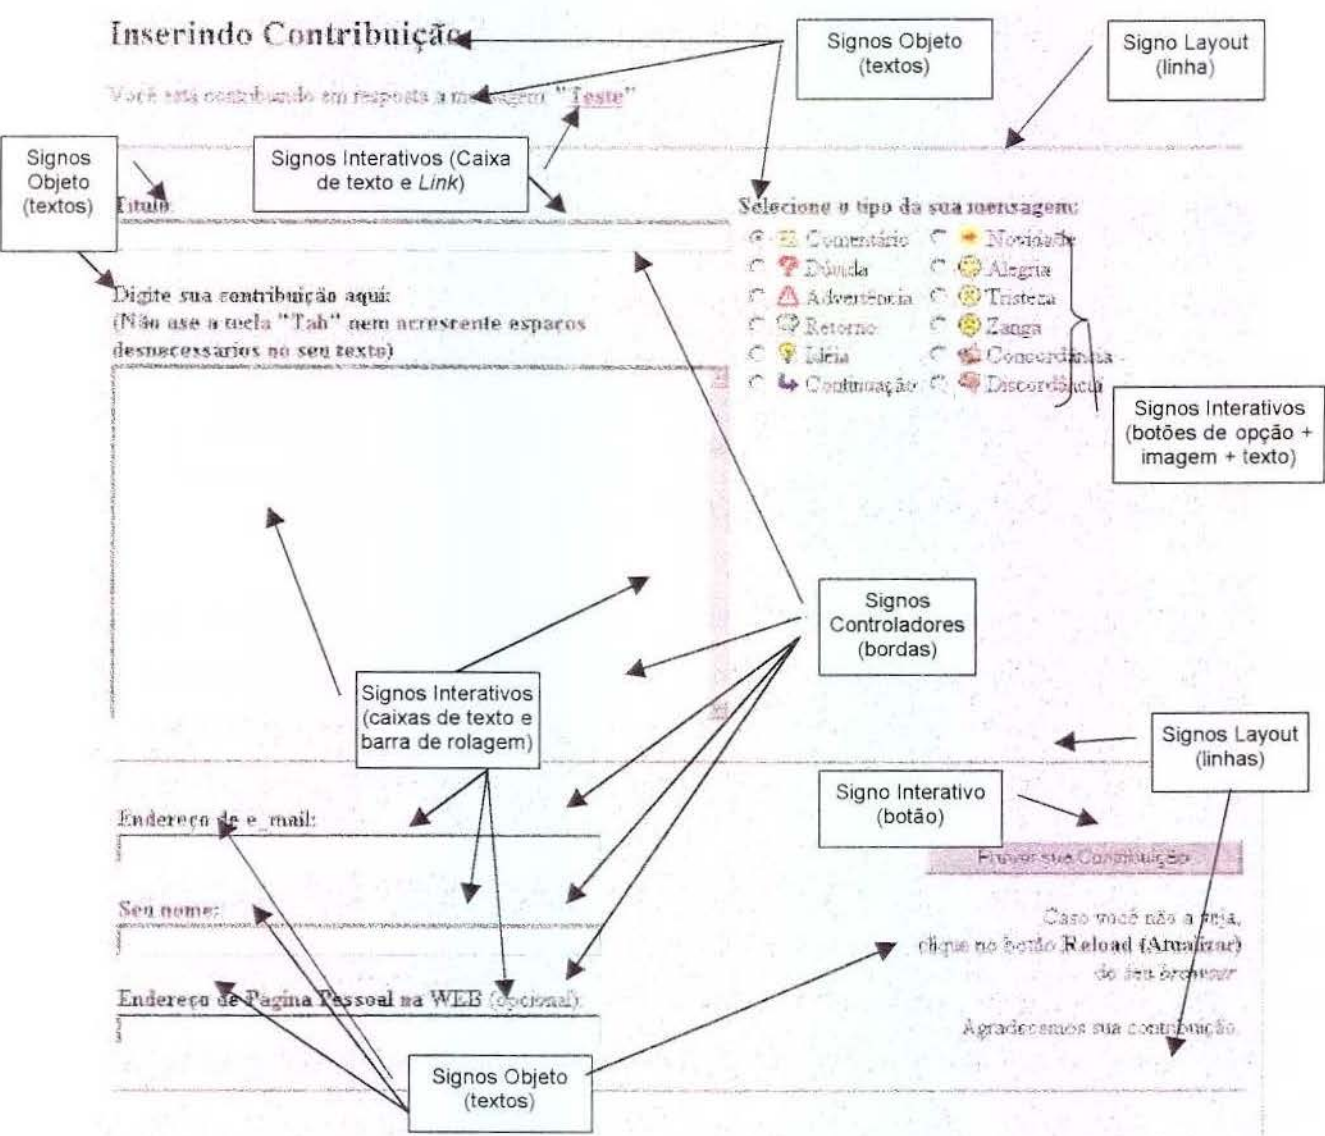 Inserindo Contribuição
Signos Objeto
(textos)
Signo Layout
(linha)
Você está contribuindo em resposta a mensagem: "Teste"
Signos
Objeto
(textos)
Signos Interativos (Caixa
de texto e Link)
Título:
Selecione o tipo da sua mensagem:
Comentário Novidade
Dúvida Alegria
Advertência Tristeza
Retorno Zanga
Idéia Concordância
Continuação Discordância
Digite sua contribuição aqui:
(Não use a tecla "Tab" nem acrescente espaços
desnecessários no seu texto)
Signos Interativos
(botões de opção +
imagem + texto)
Signos
Controladores
(bordas)
Signos Interativos
(caixas de texto e
barra de rolagem)
Signos Layout
(linhas)
Signo Interativo
(botão)
Endereço de e_mail:
sua Contribuição
Seu nome:
Caso você não a veja,
clique no botão Reload (Atualizar)
do seu browser
Endereço de Página Pessoal na WEB (opcional):
Agradecemos sua contribuição.
Signos Objeto
(textos)